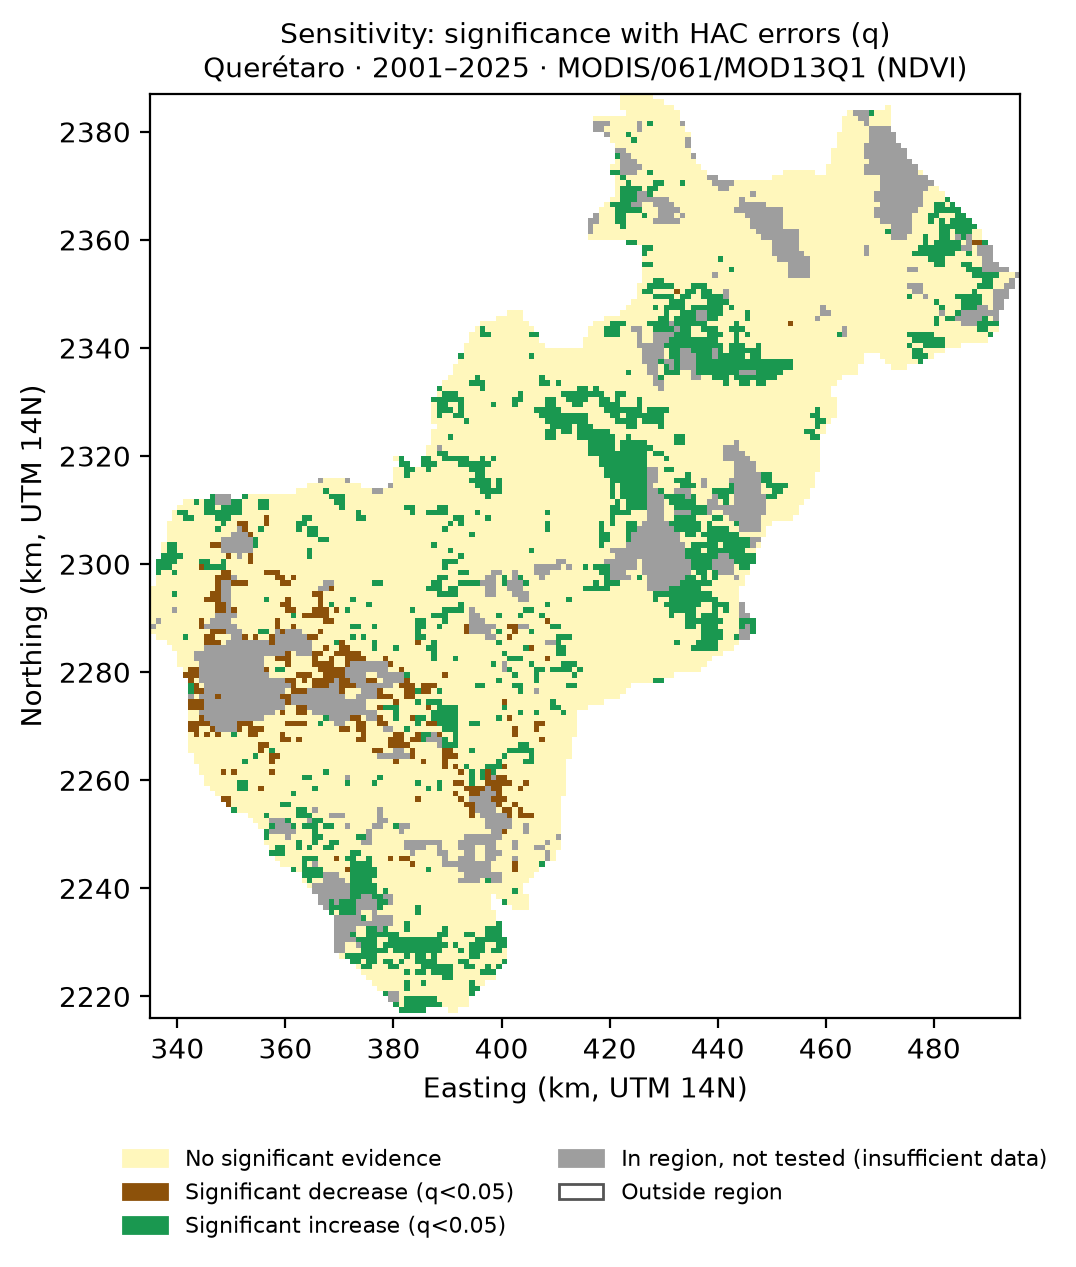 Sensitivity: significance with HAC errors (q)
Querétaro · 2001–2025 · MODIS/061/MOD13Q1 (NDVI)
Northing (km, UTM 14N)
2380
2360
2340
2320
2300
2280
2260
2240
2220
340 360 380 400 420 440 460 480
Easting (km, UTM 14N)
No significant evidence
Significant decrease (q<0.05)
Significant increase (q<0.05)
In region, not tested (insufficient data)
Outside region